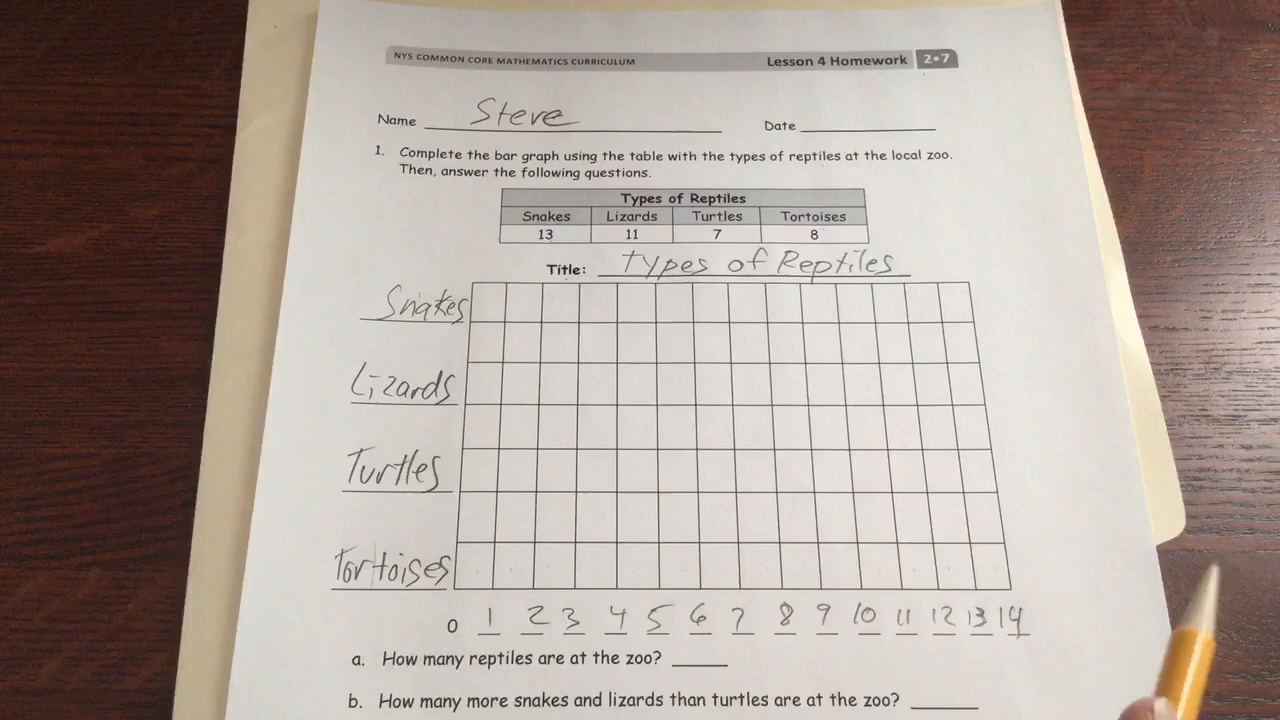 NYS COMMON CORE MATHEMATICS CURRICULUM Lesson 4 Homework 2•7
Name Steve Date
1. Complete the bar graph using the table with the types of reptiles at the local zoo.
Then, answer the following questions.
Types of Reptiles
Snakes Lizards Turtles Tortoises
13 11 7 8
Title: Types of Reptiles
Snakes
Lizards
Turtles
Tortoises
0 1 2 3 4 5 6 7 8 9 10 11 12 13 14
a. How many reptiles are at the zoo?
b. How many more snakes and lizards than turtles are at the zoo?